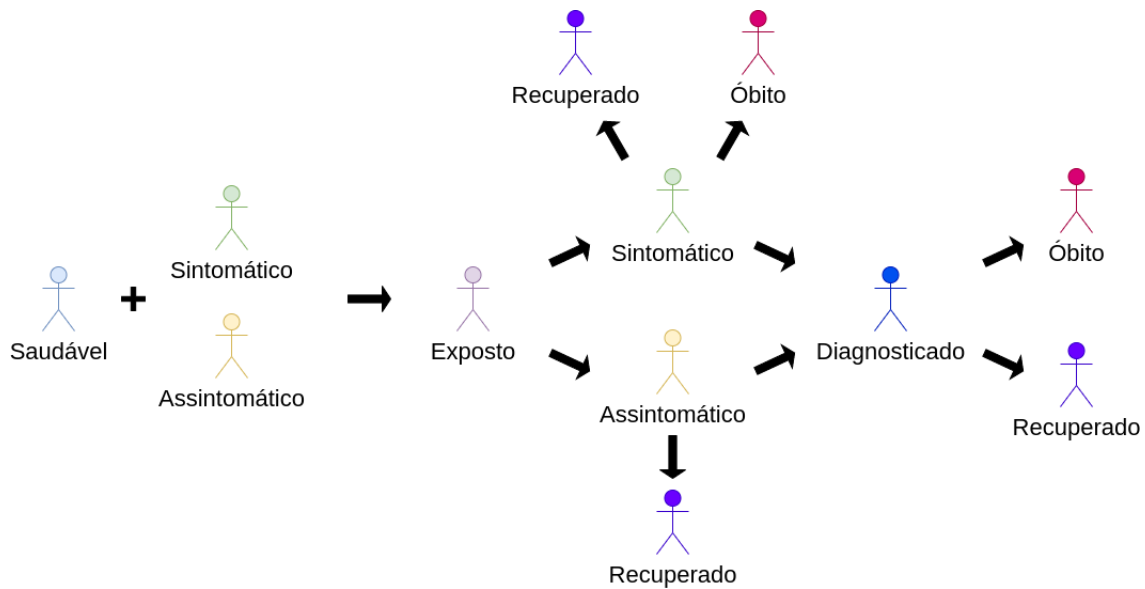 Recuperado
Óbito
Sintomático
Sintomático
Óbito
Saudável
+
Assintomático
Exposto
Diagnosticado
Assintomático
Recuperado
Recuperado